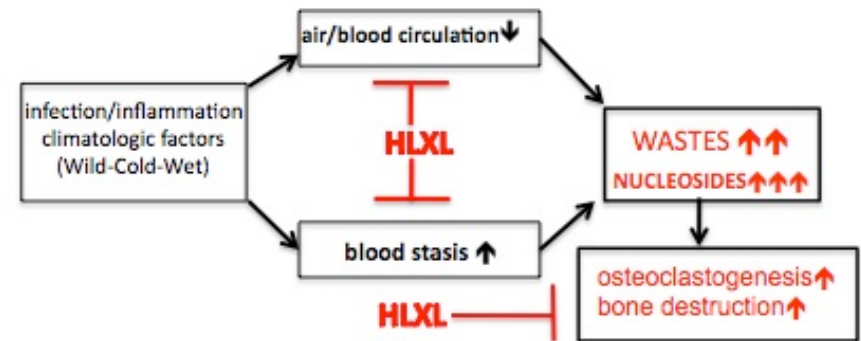 air/blood circulation↓
infection/inflammation
climatologic factors
(Wild-Cold-Wet)
HLXL
WASTES ↑↑
NUCLEOSIDES↑↑↑
blood stasis ↑
osteoclastogenesis↑
bone destruction↑
HLXL